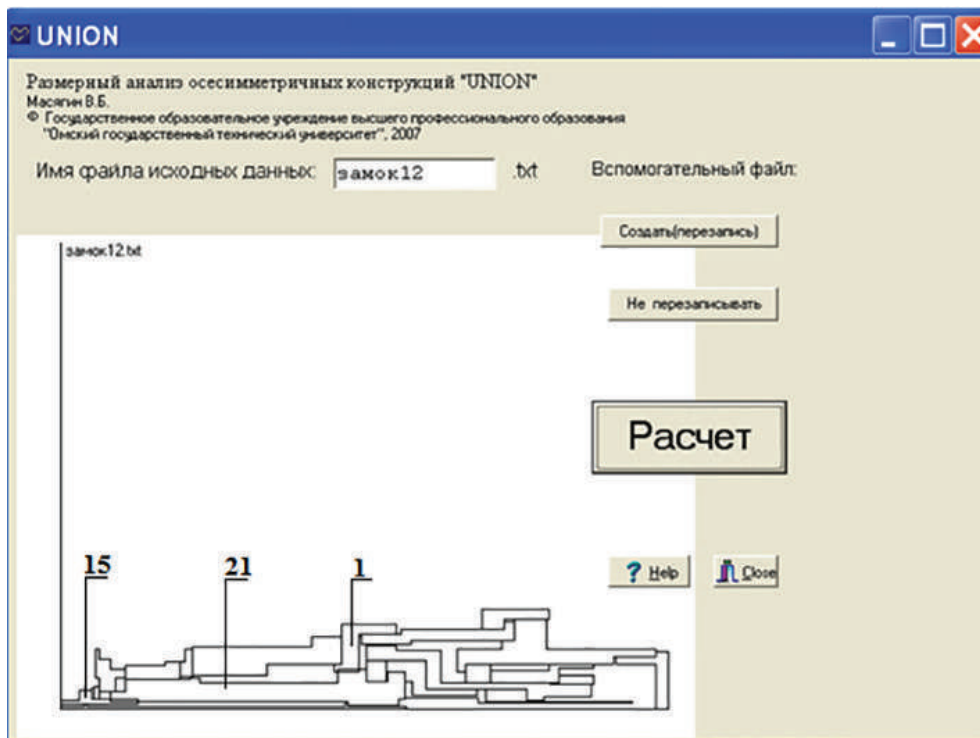 UNION
Размерный анализ осесимметричных конструкций "UNION"
Масягин В.Б.
© Государственное образовательное учреждение высшего профессионального образования
"Омский государственный технический университет", 2007
Имя файла исходных данных: замок12 .txt Вспомогательный файл:
Создать(перезапись)
замок12.txt
Не перезаписывать
Расчет
15 21 1
? Help Close